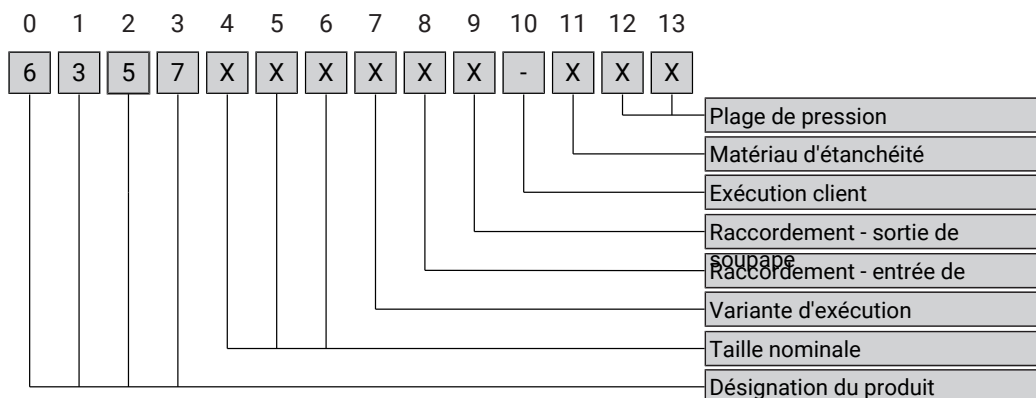 0 1 2 3 4 5 6 7 8 9 10 11 12 13
6 3 5 7 X X X X X X - X X X
Plage de pression
Matériau d'étanchéité
Exécution client
Raccordement - sortie de
soupape
Raccordement - entrée de
Variante d'exécution
Taille nominale
Désignation du produit